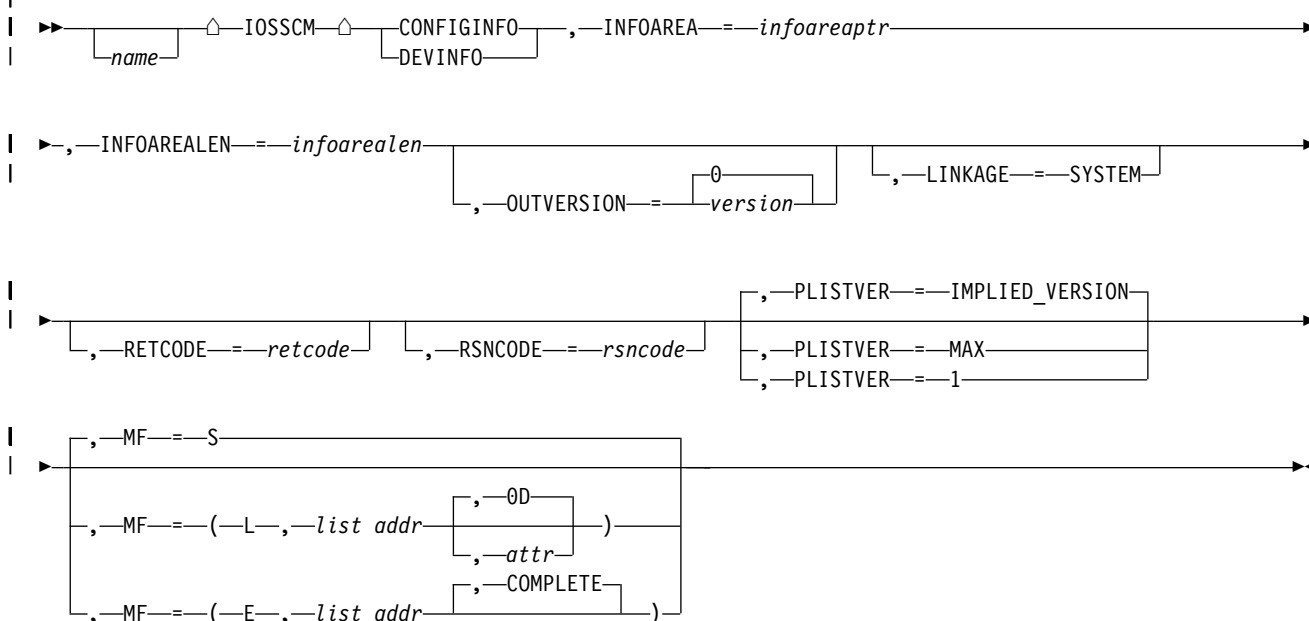 IOSSCM CONFIGINFO , INFOAREA = infoareaptr
name DEVINFO
, INFOAREALEN = infoarealen , LINKAGE = SYSTEM
0
, OUTVERSION = version
, PLISTVER = IMPLIED_VERSION
, RETCODE = retcode , RSNCODE = rsncode , PLISTVER = MAX
, PLISTVER = 1
, MF = S
, 0D
, MF = ( L , list addr )
, attr
, COMPLETE
, MF = ( E , list addr )